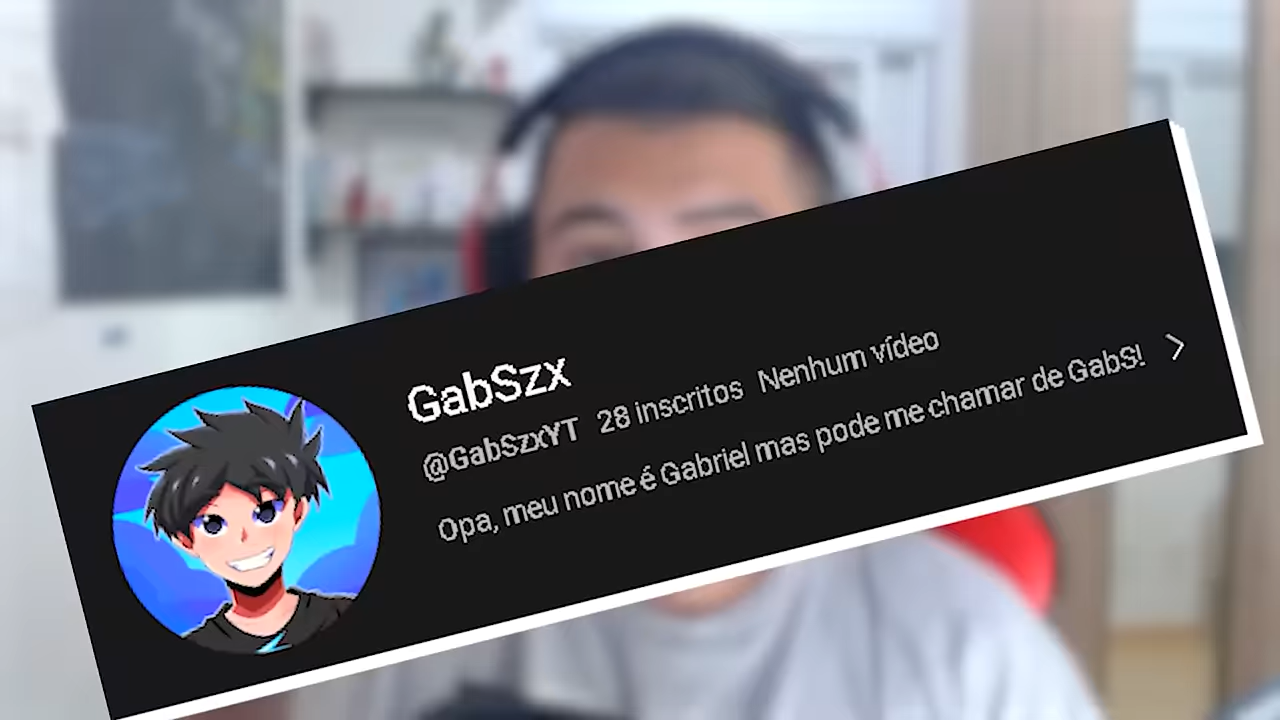 GabSzx
@GabSzxYT 28 inscritos Nenhum vídeo
Opa, meu nome é Gabriel mas pode me chamar de GabS!